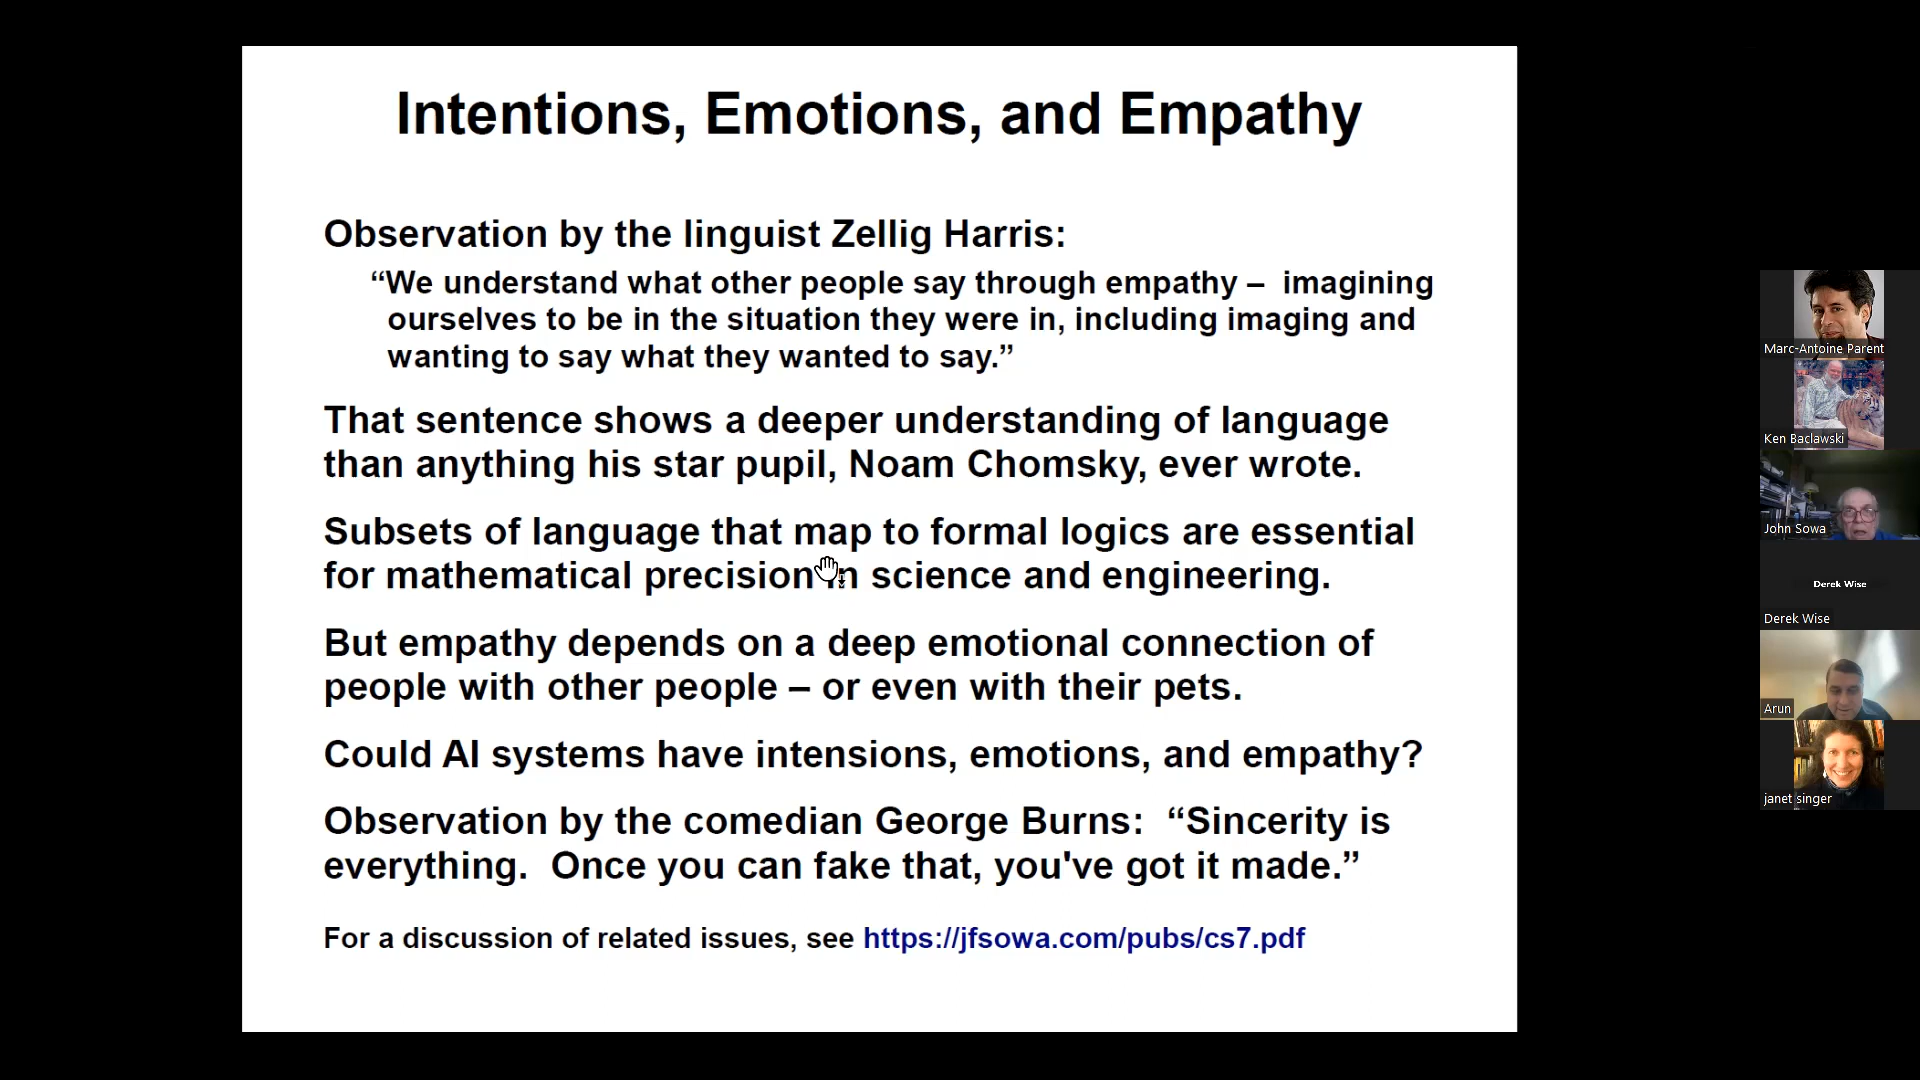 Intentions, Emotions, and Empathy
Observation by the linguist Zellig Harris:
“We understand what other people say through empathy – imagining
ourselves to be in the situation they were in, including imaging and
wanting to say what they wanted to say.”
That sentence shows a deeper understanding of language
than anything his star pupil, Noam Chomsky, ever wrote.
Subsets of language that map to formal logics are essential
for mathematical precision in science and engineering.
But empathy depends on a deep emotional connection of
people with other people – or even with their pets.
Could AI systems have intensions, emotions, and empathy?
Observation by the comedian George Burns: “Sincerity is
everything. Once you can fake that, you've got it made.”
For a discussion of related issues, see https://jfsowa.com/pubs/cs7.pdf
Marc-Antoine Parent
Ken Baclawski
John Sowa
Derek Wise
Derek Wise
Arun
janet singer